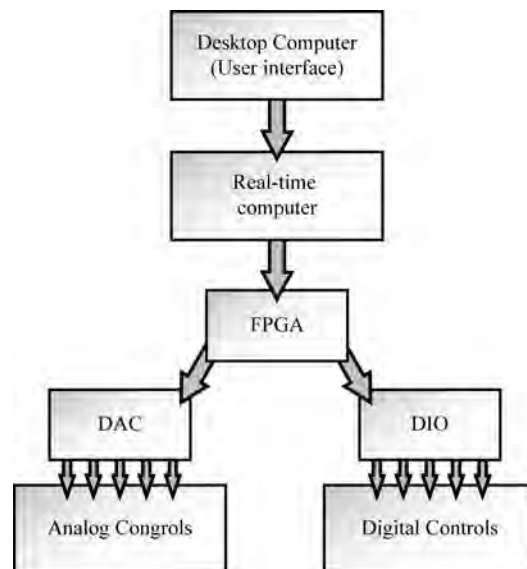 Desktop Computer
(User interface)
Real-time
computer
FPGA
DAC
DIO
Analog Congrols
Digital Controls